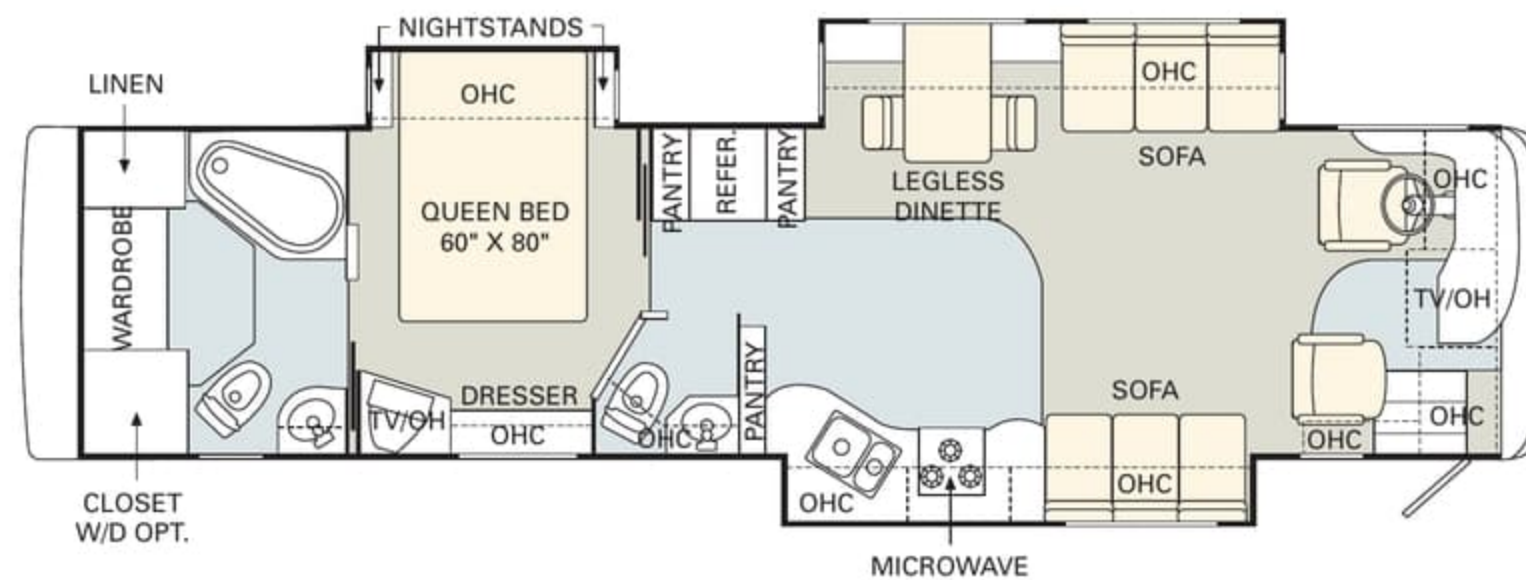 NIGHTSTANDS
LINEN
OHC
OHC
PANTRY
REFER.
PANTRY
SOFA
OHC
LEGLESS
DINETTE
QUEEN BED
60" X 80"
WARDROBE
TV/OH
PANTRY
DRESSER
SOFA
TV/OH
OHC
OHC
OHC
OHC
OHC
OHC
CLOSET
W/D OPT.
MICROWAVE